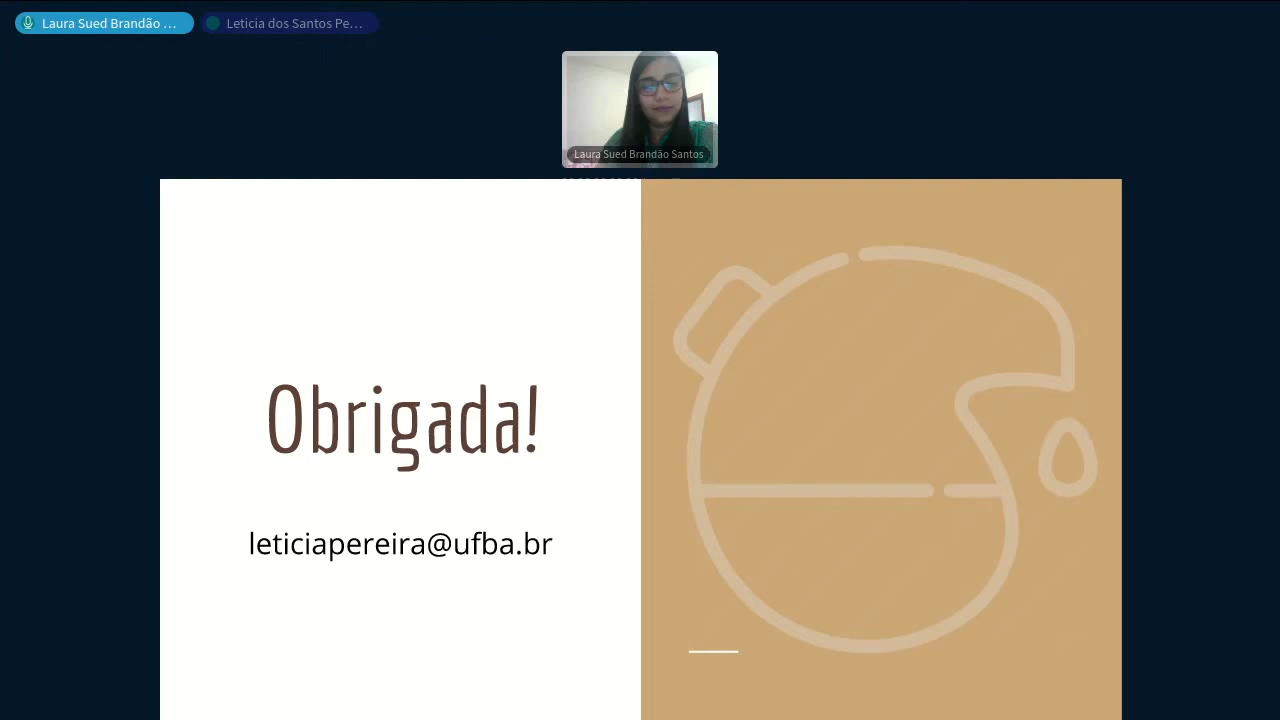 Laura Sued Brandão ...
Leticia dos Santos Pe...
Laura Sued Brandão Santos
Obrigada!
leticiapereira@ufba.br